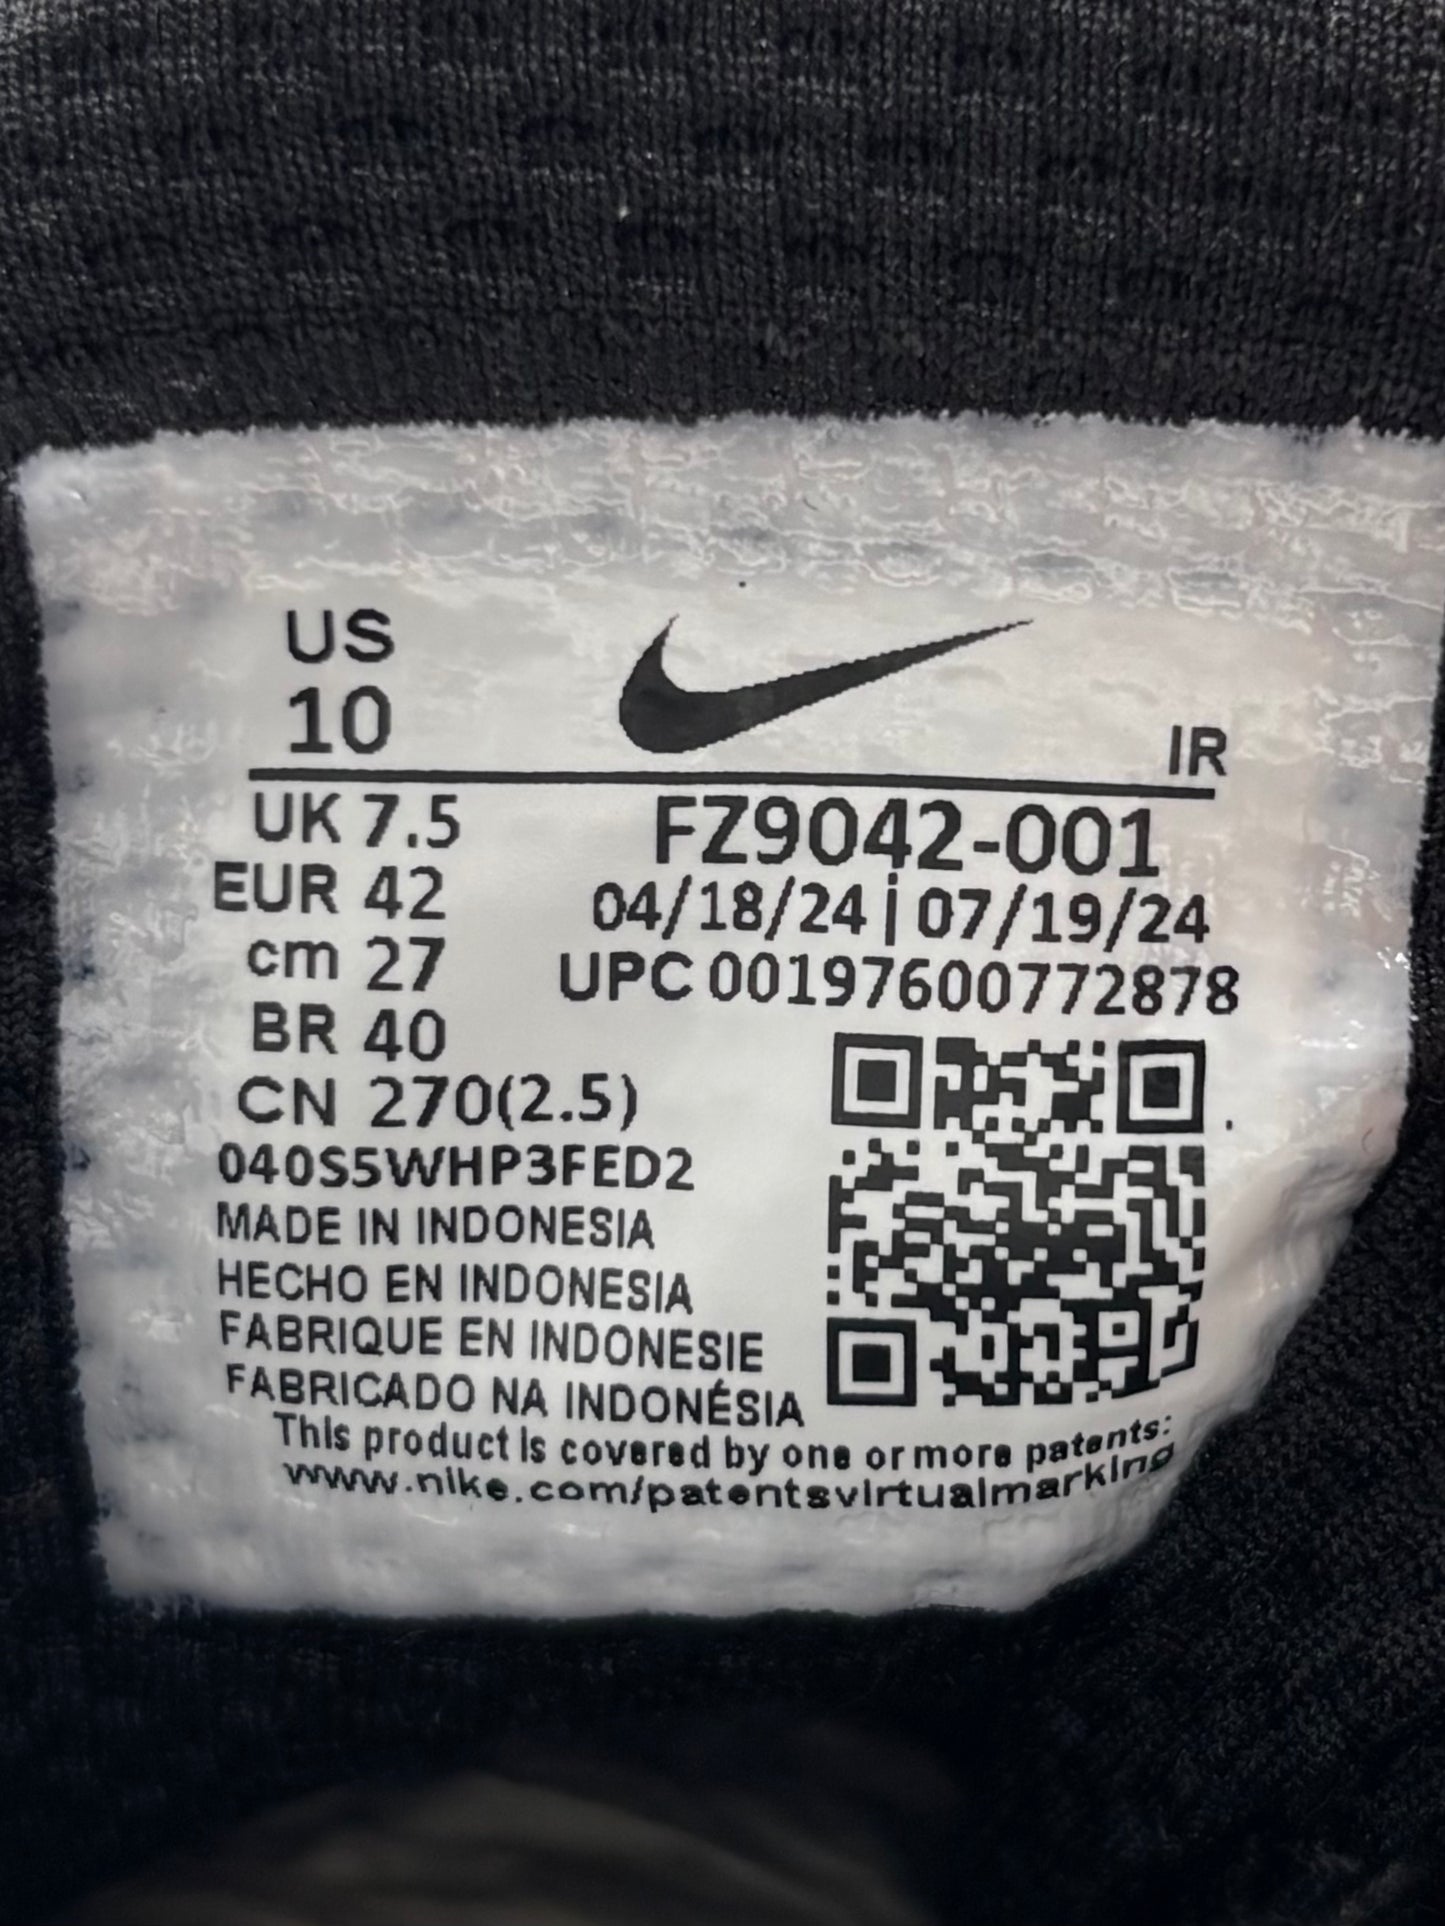 US
10
IR
UK 7.5
EUR 42
cm 27
BR 40
CN 270(2.5)
FZ9042-001
04/18/24 | 07/19/24
UPC 00197600772878
040S5WHP3FED2
MADE IN INDONESIA
HECHO EN INDONESIA
FABRIQUE EN INDONESIE
FABRICADO NA INDONÉSIA
This product is covered by one or more patents:
www.nike.com/patentsvirtualmarking